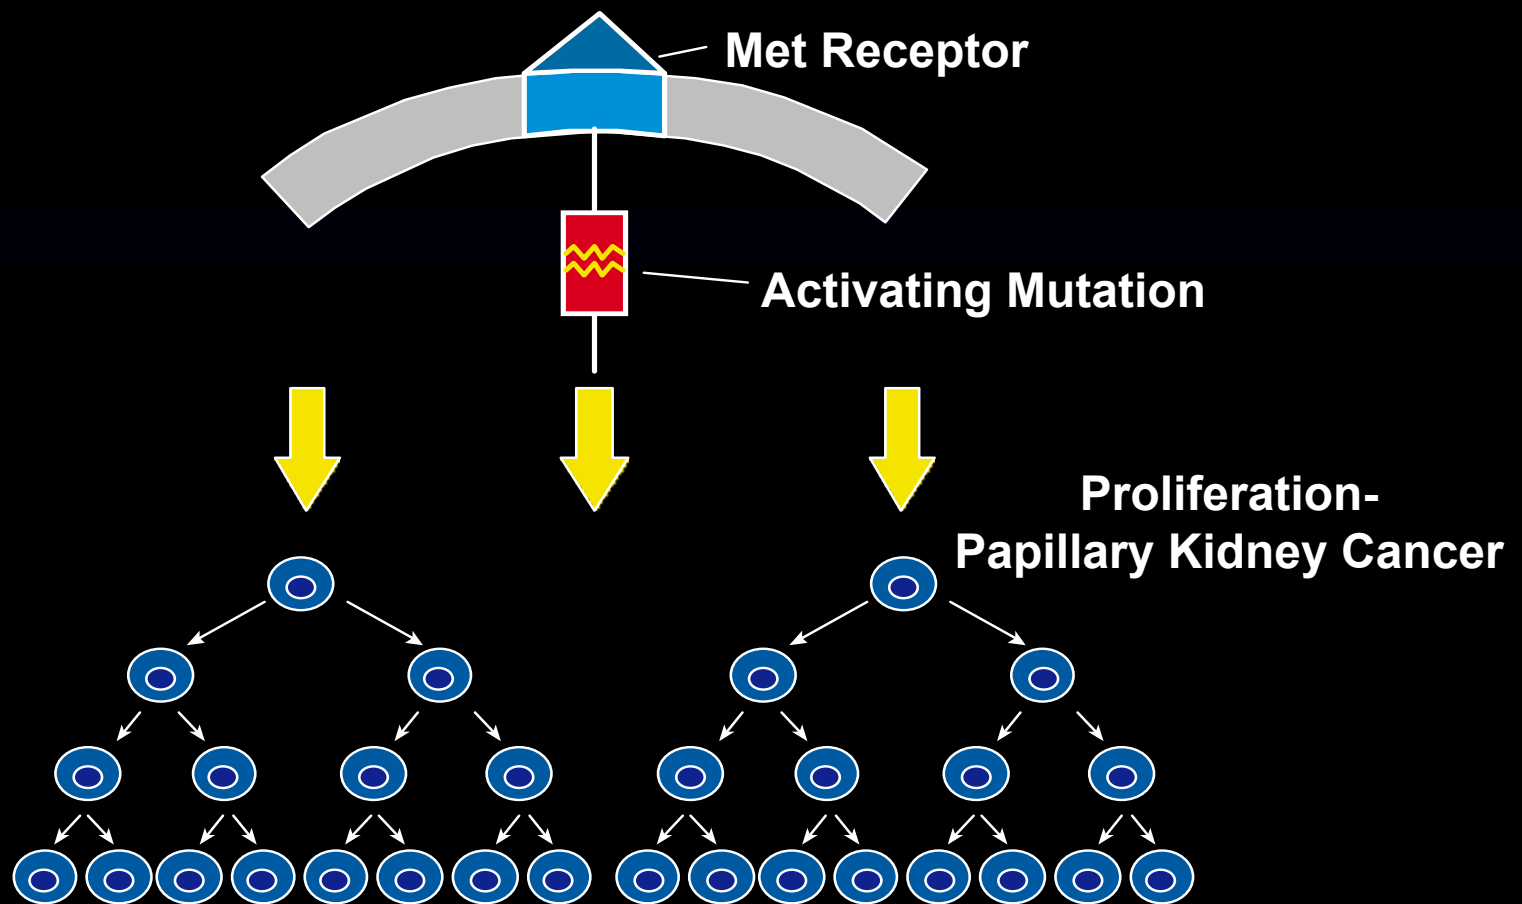 Met Receptor
Activating Mutation
Proliferation-
Papillary Kidney Cancer